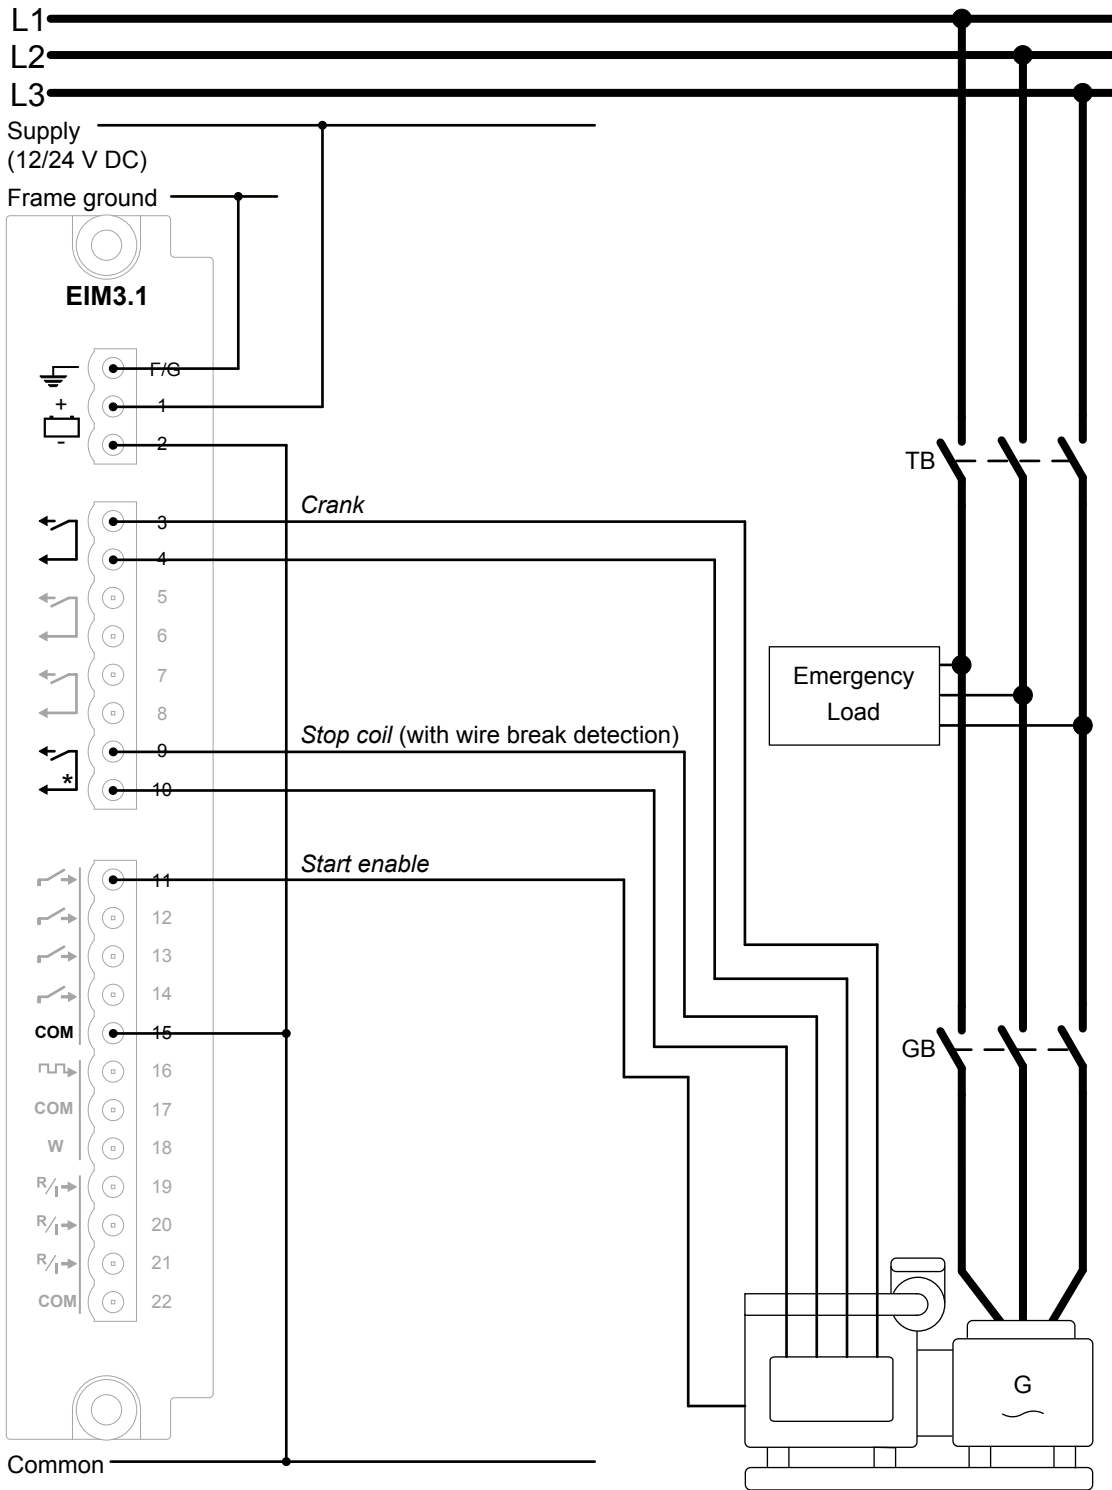 L1
L2
L3
Supply
(12/24 V DC)
Frame ground
EIM3.1
F/G
+
1
-
2
Crank
3
4
5
6
7
8
Stop coil (with wire break detection)
9
*
10
Start enable
11
12
13
14
COM 15
16
COM 17
W 18
R/I 19
R/I 20
R/I 21
COM 22
Common
TB
Emergency
Load
GB
G